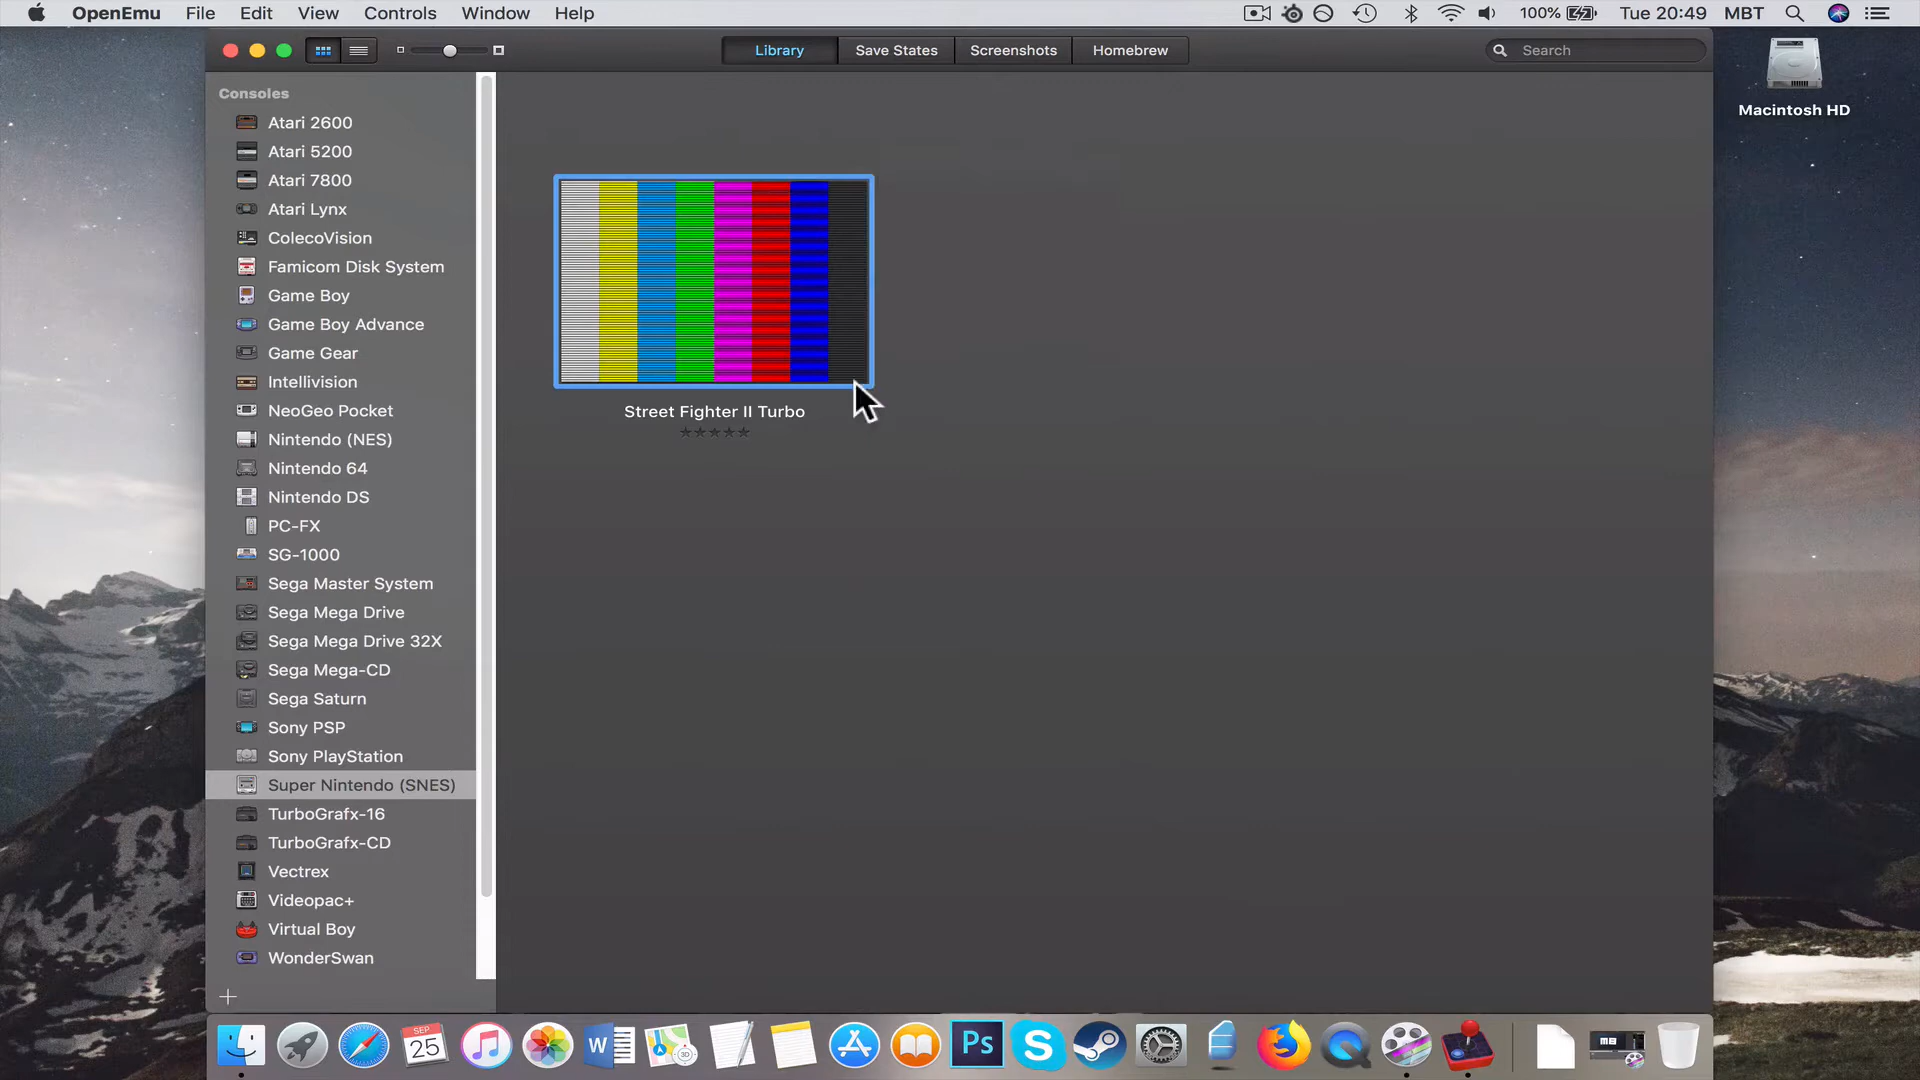 OpenEmu File Edit View Controls Window Help 100% Tue 20:49 MBT
Library Save States Screenshots Homebrew Search
Macintosh HD
Consoles
Atari 2600
Atari 5200
Atari 7800
Atari Lynx
ColecoVision
Famicom Disk System
Game Boy
Game Boy Advance
Game Gear
Intellivision
NeoGeo Pocket
Nintendo (NES)
Nintendo 64
Nintendo DS
PC-FX
SG-1000
Sega Master System
Sega Mega Drive
Sega Mega Drive 32X
Sega Mega-CD
Sega Saturn
Sony PSP
Sony PlayStation
Super Nintendo (SNES)
TurboGrafx-16
TurboGrafx-CD
Vectrex
Videopac+
Virtual Boy
WonderSwan
Street Fighter II Turbo
SEP
25
W
3D
Ps
S
MB